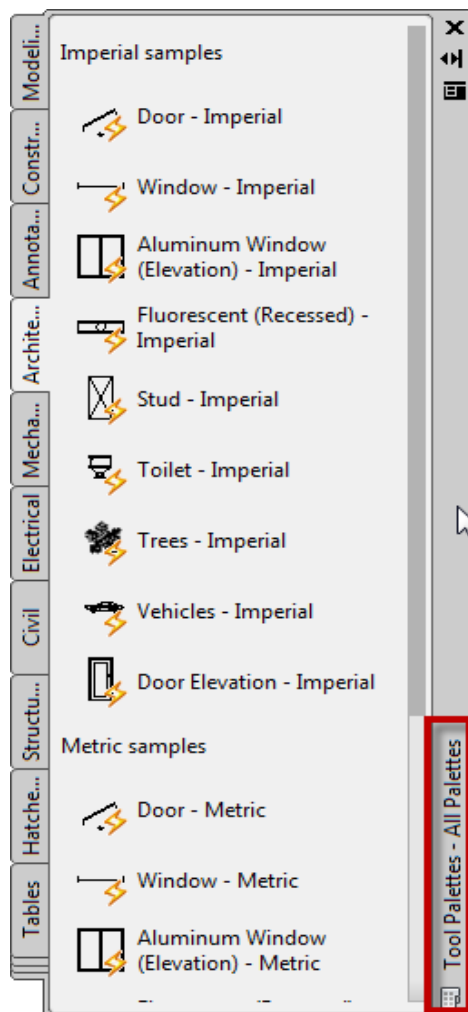 Modeli...
Constr...
Annota...
Archite...
Mecha...
Electrical
Civil
Structu...
Hatche...
Tables
Imperial samples
Door - Imperial
Window - Imperial
Aluminum Window
(Elevation) - Imperial
Fluorescent (Recessed) -
Imperial
Stud - Imperial
Toilet - Imperial
Trees - Imperial
Vehicles - Imperial
Door Elevation - Imperial
Metric samples
Door - Metric
Window - Metric
Aluminum Window
(Elevation) - Metric
Tool Palettes - All Palettes